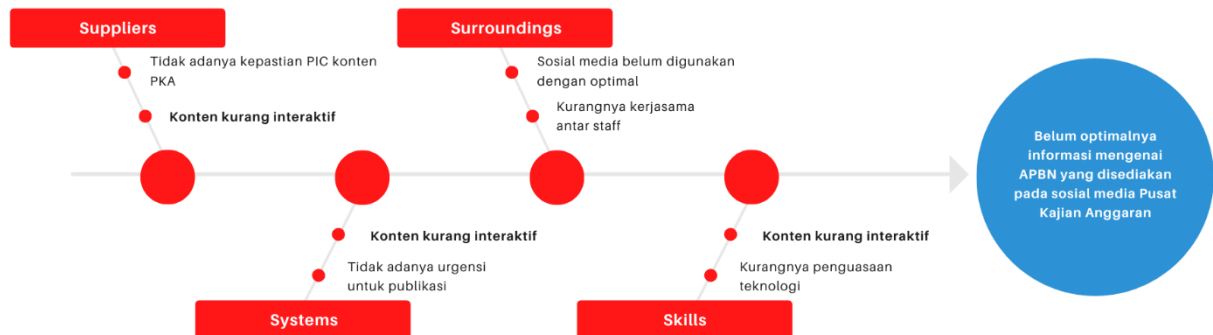 Suppliers
Tidak adanya kepastian PIC konten
PKA
Konten kurang interaktif
Surroundings
Sosial media belum digunakan
dengan optimal
Kurangnya kerjasama
antar staff
Konten kurang interaktif
Tidak adanya urgensi
untuk publikasi
Systems
Konten kurang interaktif
Kurangnya penguasaan
teknologi
Skills
Belum optimalnya
informasi mengenai
APBN yang disediakan
pada sosial media Pusat
Kajian Anggaran